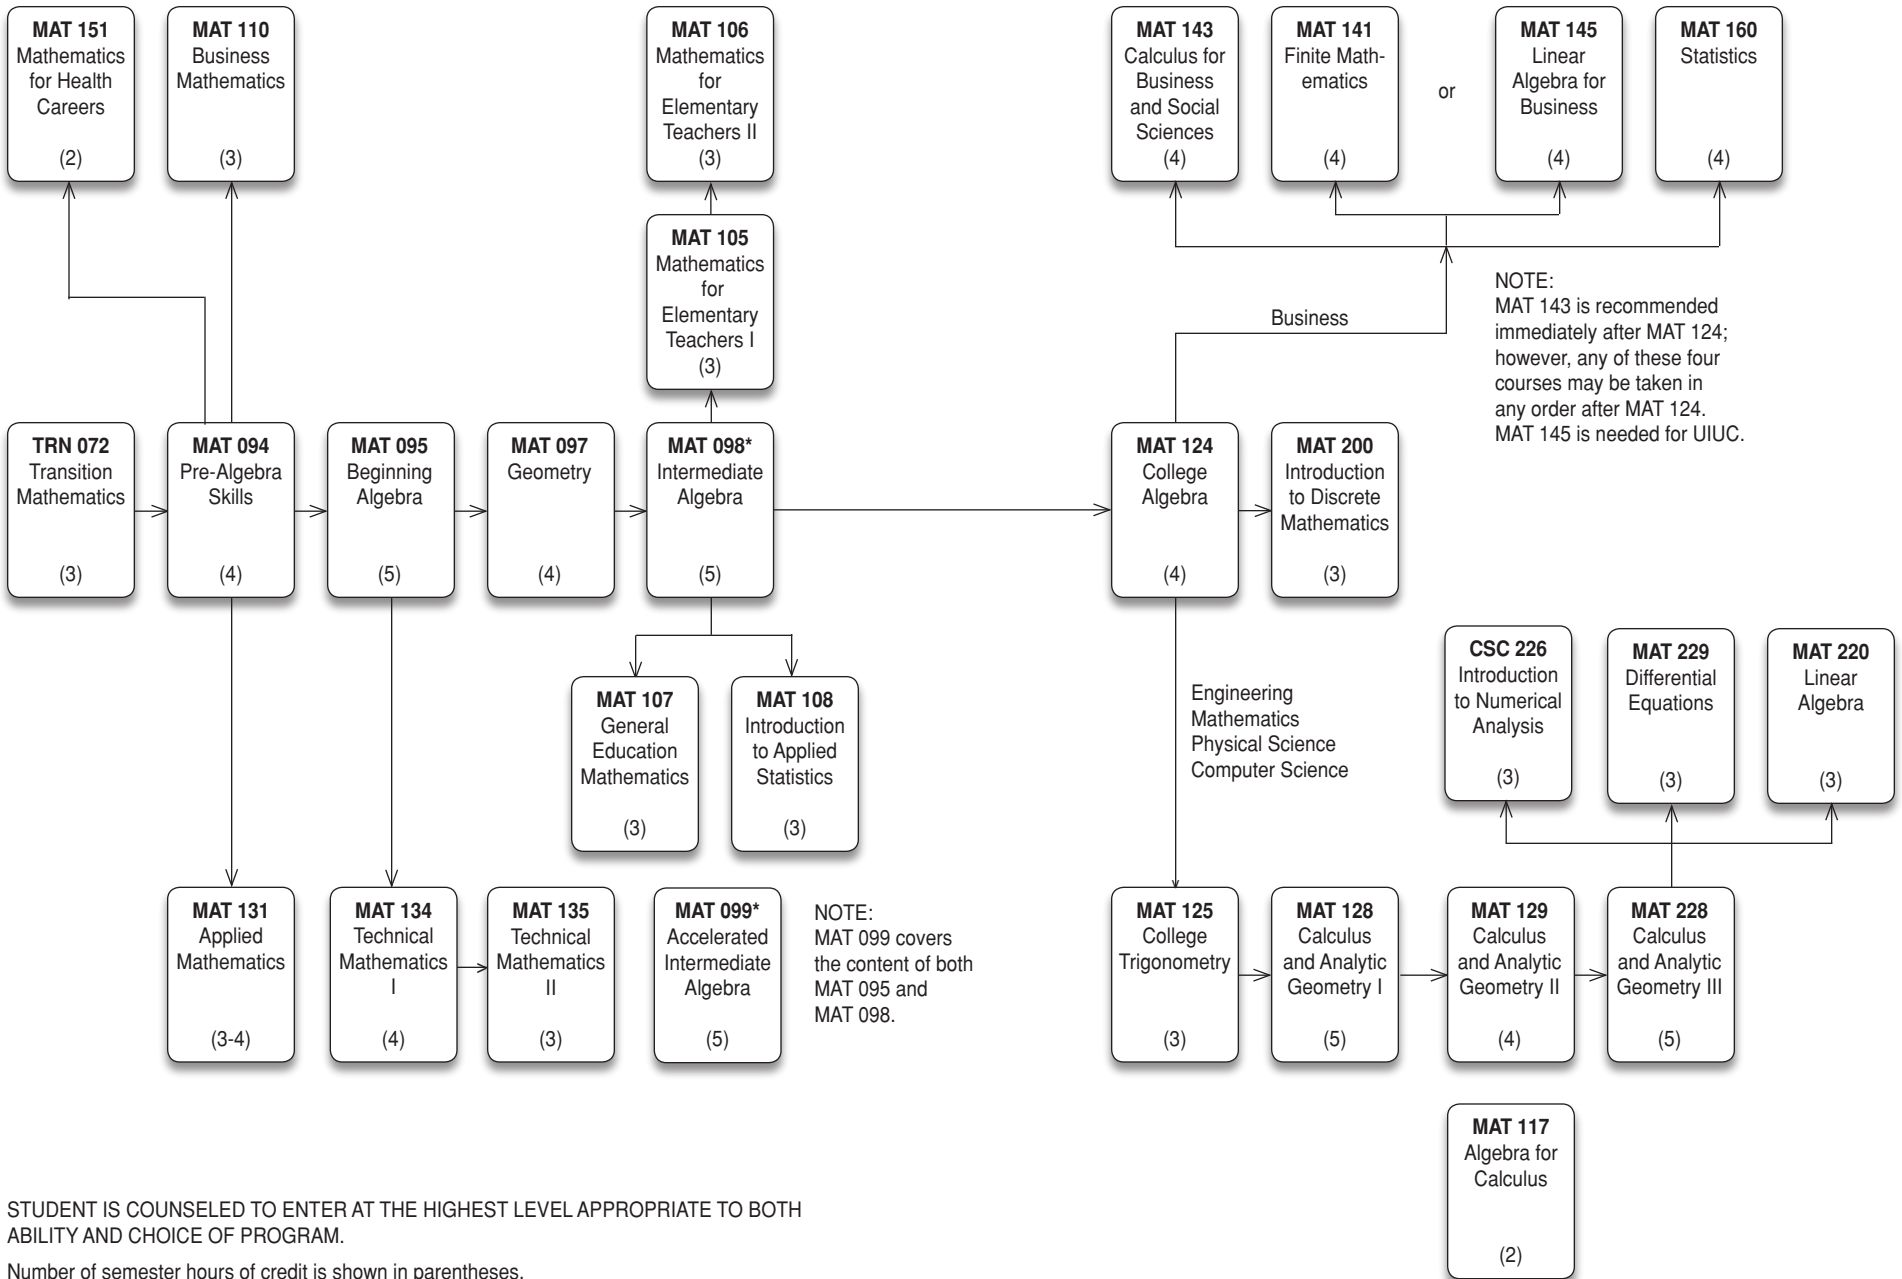 MAT 151
Mathematics
for Health
Careers
(2)
MAT 110
Business
Mathematics
(3)
MAT 106
Mathematics
for
Elementary
Teachers II
(3)
MAT 143
Calculus for
Business
and Social
Sciences
(4)
MAT 141
Finite Math-
ematics
(4)
or
MAT 145
Linear
Algebra for
Business
(4)
MAT 160
Statistics
(4)
MAT 105
Mathematics
for
Elementary
Teachers I
(3)
Business
NOTE:
MAT 143 is recommended
immediately after MAT 124;
however, any of these four
courses may be taken in
any order after MAT 124.
MAT 145 is needed for UIUC.
TRN 072
Transition
Mathematics
(3)
MAT 094
Pre-Algebra
Skills
(4)
MAT 095
Beginning
Algebra
(5)
MAT 097
Geometry
(4)
MAT 098*
Intermediate
Algebra
(5)
MAT 124
College
Algebra
(4)
MAT 200
Introduction
to Discrete
Mathematics
(3)
MAT 107
General
Education
Mathematics
(3)
MAT 108
Introduction
to Applied
Statistics
(3)
Engineering
Mathematics
Physical Science
Computer Science
CSC 226
Introduction
to Numerical
Analysis
(3)
MAT 229
Differential
Equations
(3)
MAT 220
Linear
Algebra
(3)
MAT 131
Applied
Mathematics
(3-4)
MAT 134
Technical
Mathematics
I
(4)
MAT 135
Technical
Mathematics
II
(3)
MAT 099*
Accelerated
Intermediate
Algebra
(5)
NOTE:
MAT 099 covers
the content of both
MAT 095 and
MAT 098.
MAT 125
College
Trigonometry
(3)
MAT 128
Calculus
and Analytic
Geometry I
(5)
MAT 129
Calculus
and Analytic
Geometry II
(4)
MAT 228
Calculus
and Analytic
Geometry III
(5)
MAT 117
Algebra for
Calculus
(2)
STUDENT IS COUNSELED TO ENTER AT THE HIGHEST LEVEL APPROPRIATE TO BOTH
ABILITY AND CHOICE OF PROGRAM.
Number of semester hours of credit is shown in parentheses.